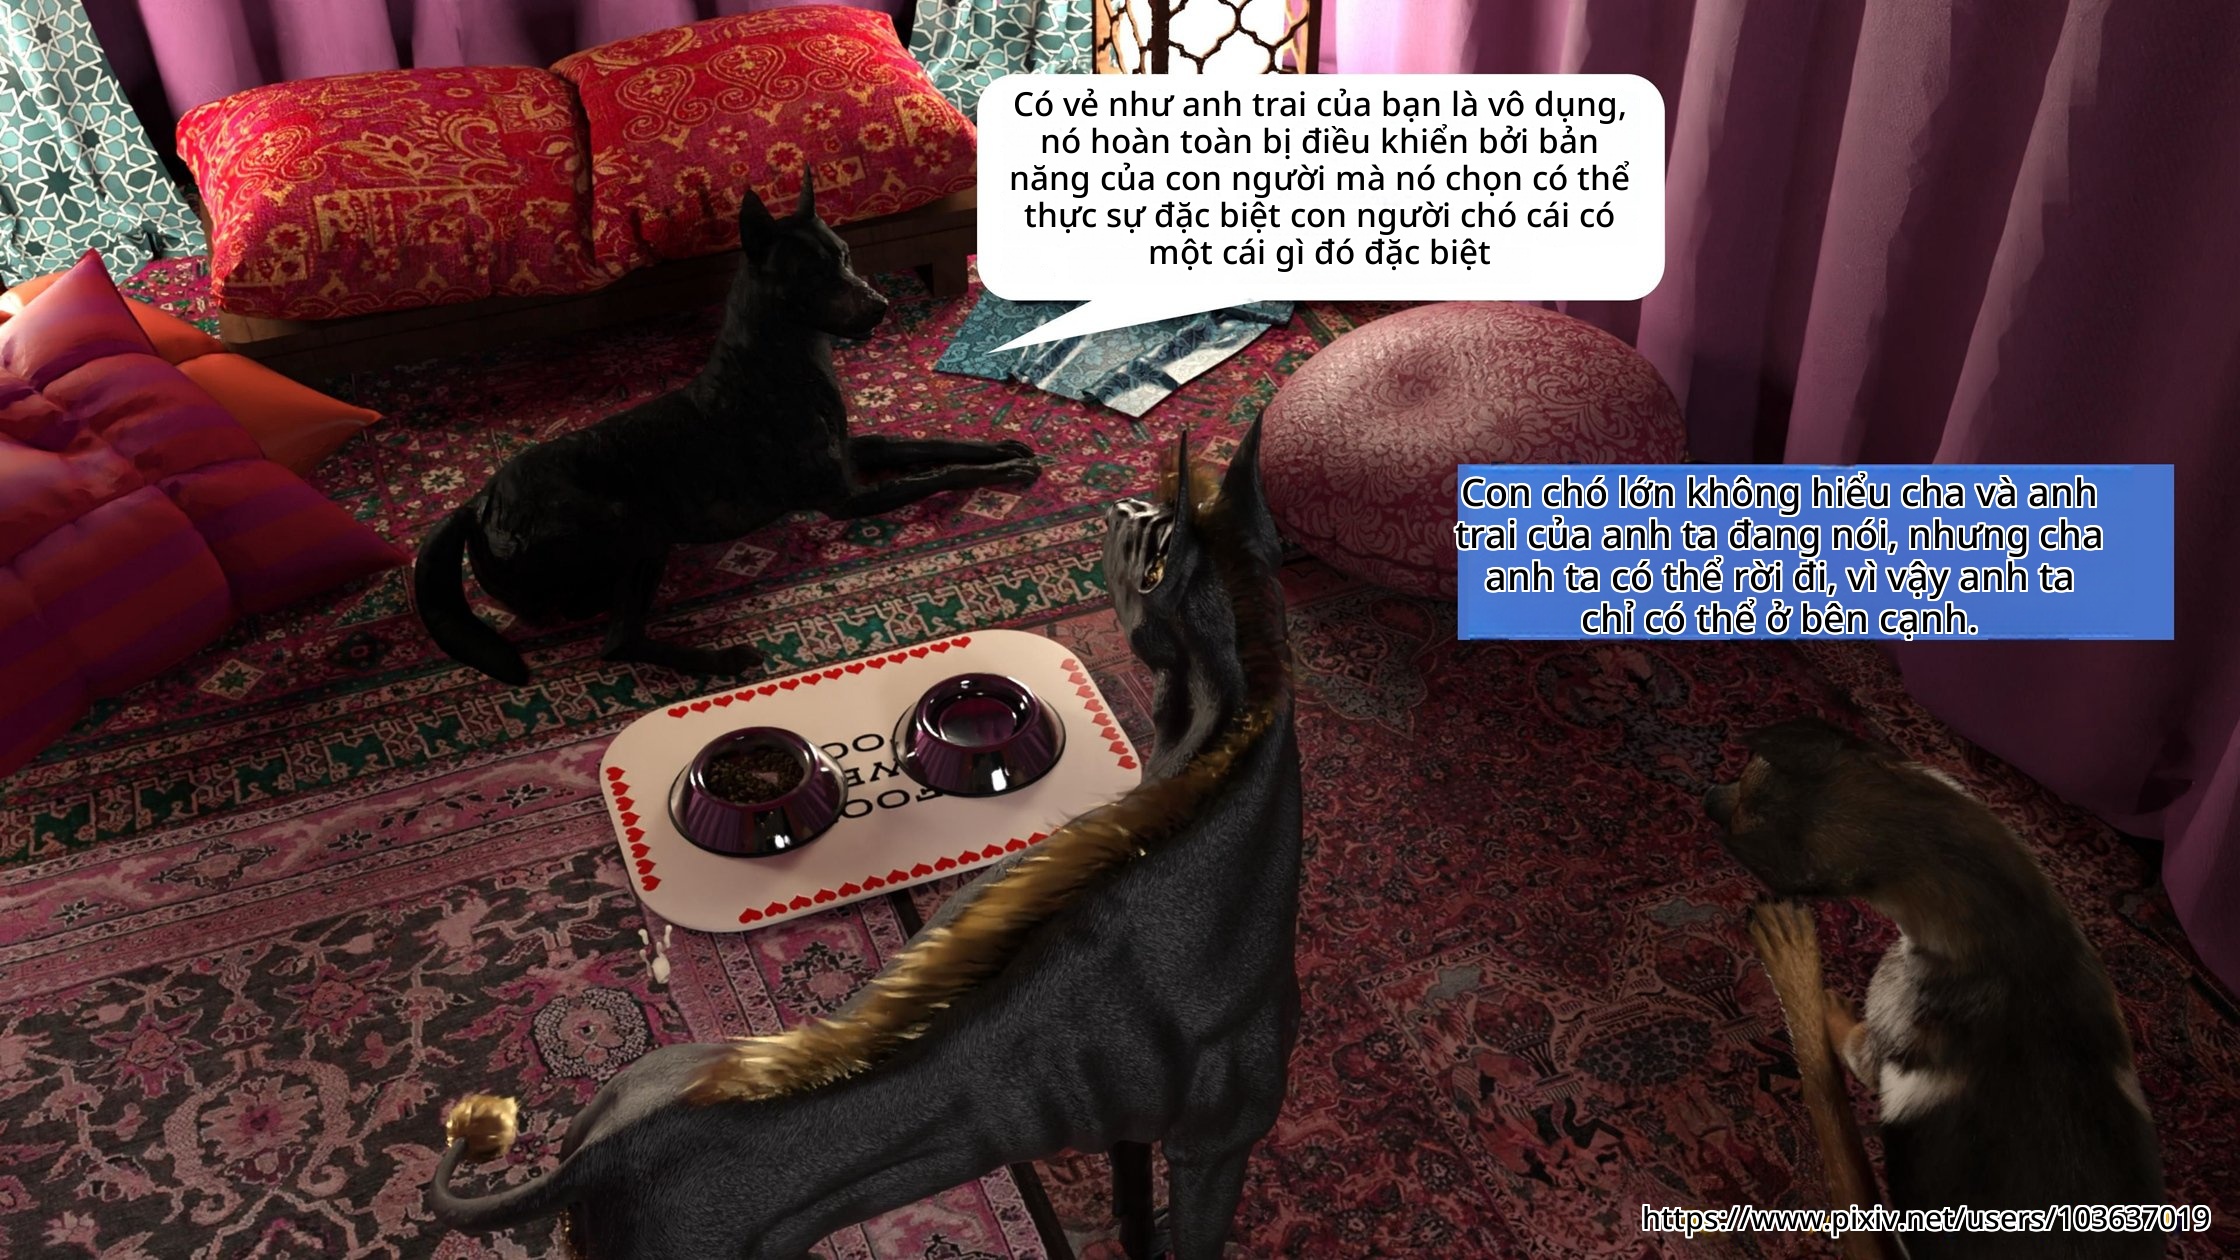 Có vẻ như anh trai của bạn là vô dụng,
nó hoàn toàn bị điều khiển bởi bản
năng của con người mà nó chọn có thể
thực sự đặc biệt con người chó cái có
một cái gì đó đặc biệt
Con chó lớn không hiểu cha và anh
trai của anh ta đang nói, nhưng cha
anh ta có thể rời đi, vì vậy anh ta
chỉ có thể ở bên cạnh.
https://www.pixiv.net/users/103637019